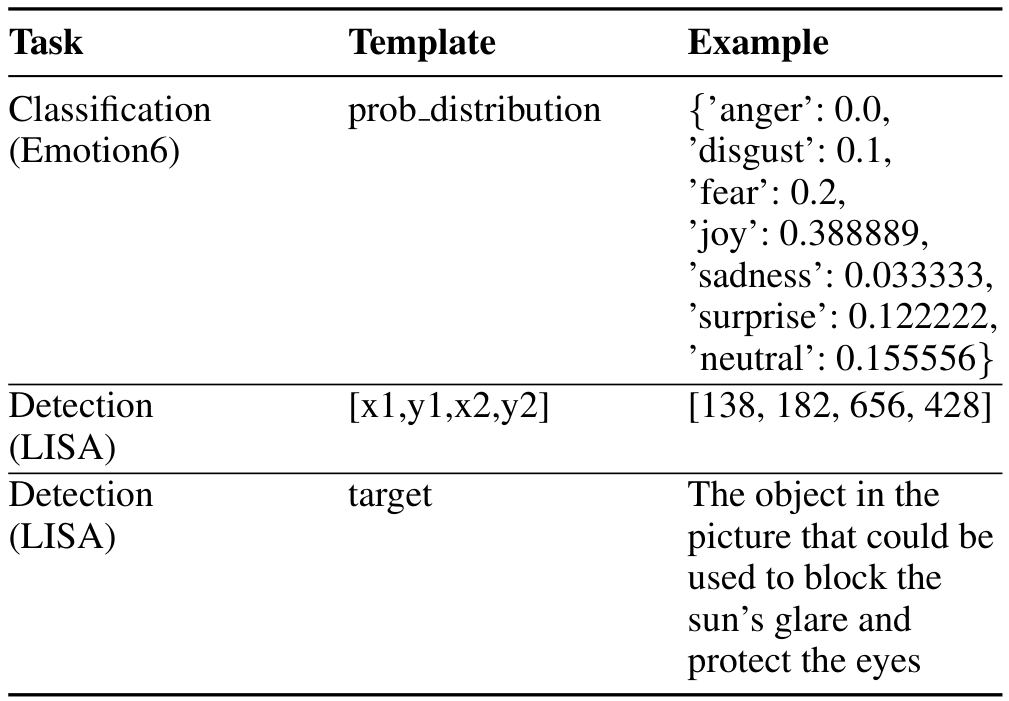 Task Template Example
Classification prob_distribution {’anger’: 0.0,
(Emotion6) ’disgust’: 0.1,
’fear’: 0.2,
’joy’: 0.388889,
’sadness’: 0.033333,
’surprise’: 0.122222,
’neutral’: 0.155556}
Detection [x1,y1,x2,y2] [138, 182, 656, 428]
(LISA)
Detection target The object in the
(LISA) picture that could be
used to block the
sun’s glare and
protect the eyes